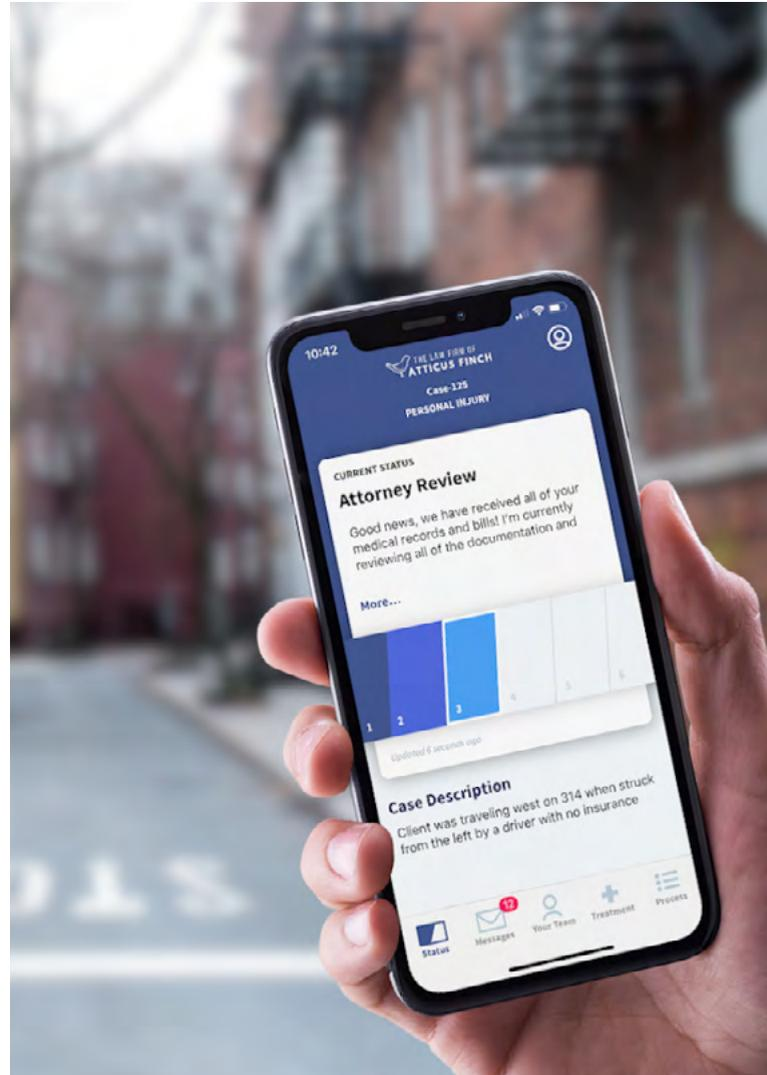 10:42
THE LAW FIRM OF
ATTICUS FINCH
Case-125
PERSONAL INJURY
CURRENT STATUS
Attorney Review
Good news, we have received all of your
medical records and bills! I'm currently
reviewing all of the documentation and
More...
1 2 3 4 5 6
Updated 6 seconds ago
Case Description
Client was traveling west on 314 when struck
from the left by a driver with no insurance
12
Status Messages Your Team Treatment Process